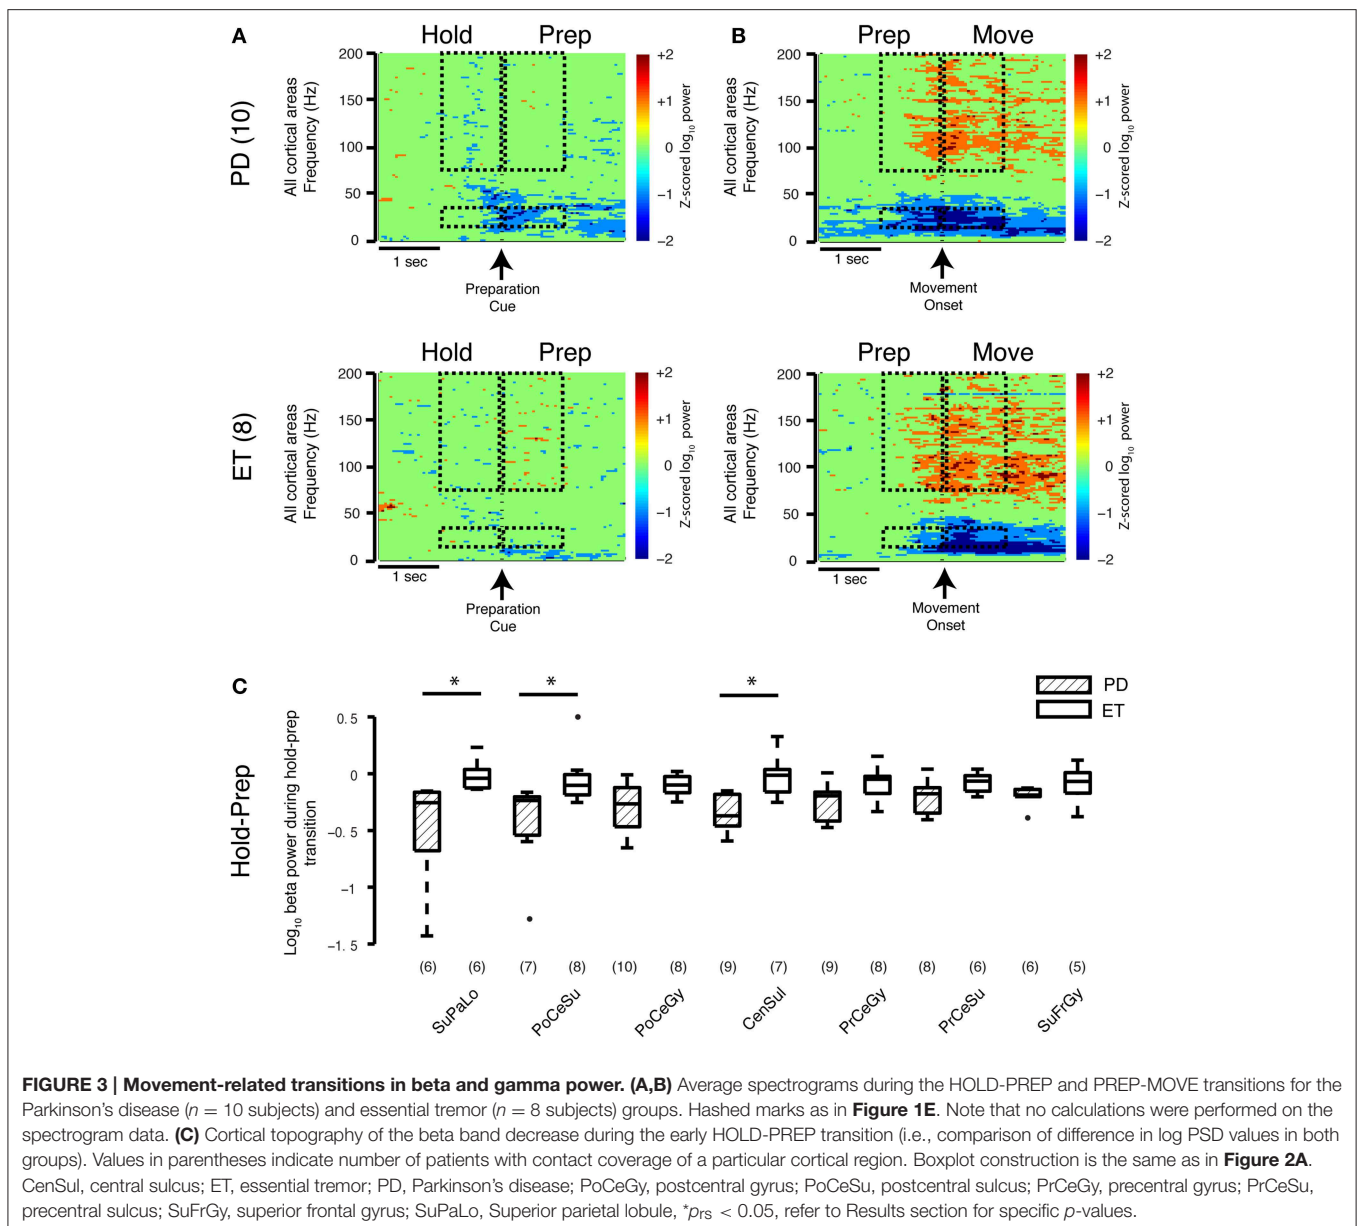 A
Hold
Prep
B
Prep
Move
PD (10)
All cortical areas
Frequency (Hz)
200
150
100
50
0
+2
+1
0
−1
−2
Z-scored log10 power
1 sec
Preparation
Cue
All cortical areas
Frequency (Hz)
200
150
100
50
0
+2
+1
0
−1
−2
Z-scored log10 power
1 sec
Movement
Onset
Hold
Prep
Prep
Move
ET (8)
All cortical areas
Frequency (Hz)
200
150
100
50
0
+2
+1
0
−1
−2
Z-scored log10 power
1 sec
Preparation
Cue
All cortical areas
Frequency (Hz)
200
150
100
50
0
+2
+1
0
−1
−2
Z-scored log10 power
1 sec
Movement
Onset
C
* * *
PD
ET
Hold-Prep
Log10 beta power during hold-prep
transition
0.5
0
−0.5
−1
−1.5
(6) (6) (7) (8) (10) (8) (9) (7) (9) (8) (8) (6) (6) (5)
SuPaLo
PoCeSu
PoCeGy
CenSul
PrCeGy
PrCeSu
SuFrGy
FIGURE 3 | Movement-related transitions in beta and gamma power. (A,B) Average spectrograms during the HOLD-PREP and PREP-MOVE transitions for the
Parkinson's disease (n = 10 subjects) and essential tremor (n = 8 subjects) groups. Hashed marks as in Figure 1E. Note that no calculations were performed on the
spectrogram data. (C) Cortical topography of the beta band decrease during the early HOLD-PREP transition (i.e., comparison of difference in log PSD values in both
groups). Values in parentheses indicate number of patients with contact coverage of a particular cortical region. Boxplot construction is the same as in Figure 2A.
CenSul, central sulcus; ET, essential tremor; PD, Parkinson's disease; PoCeGy, postcentral gyrus; PoCeSu, postcentral sulcus; PrCeGy, precentral gyrus; PrCeSu,
precentral sulcus; SuFrGy, superior frontal gyrus; SuPaLo, Superior parietal lobule, *prs < 0.05, refer to Results section for specific p-values.